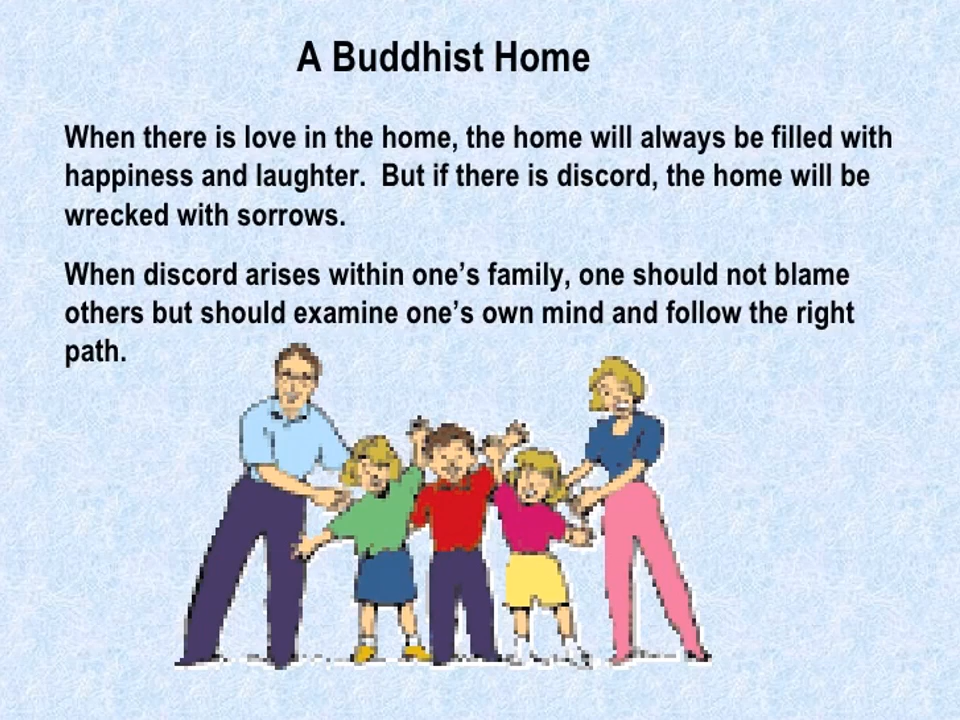 A Buddhist Home
When there is love in the home, the home will always be filled with
happiness and laughter.  But if there is discord, the home will be
wrecked with sorrows.
When discord arises within one’s family, one should not blame
others but should examine one’s own mind and follow the right
path.